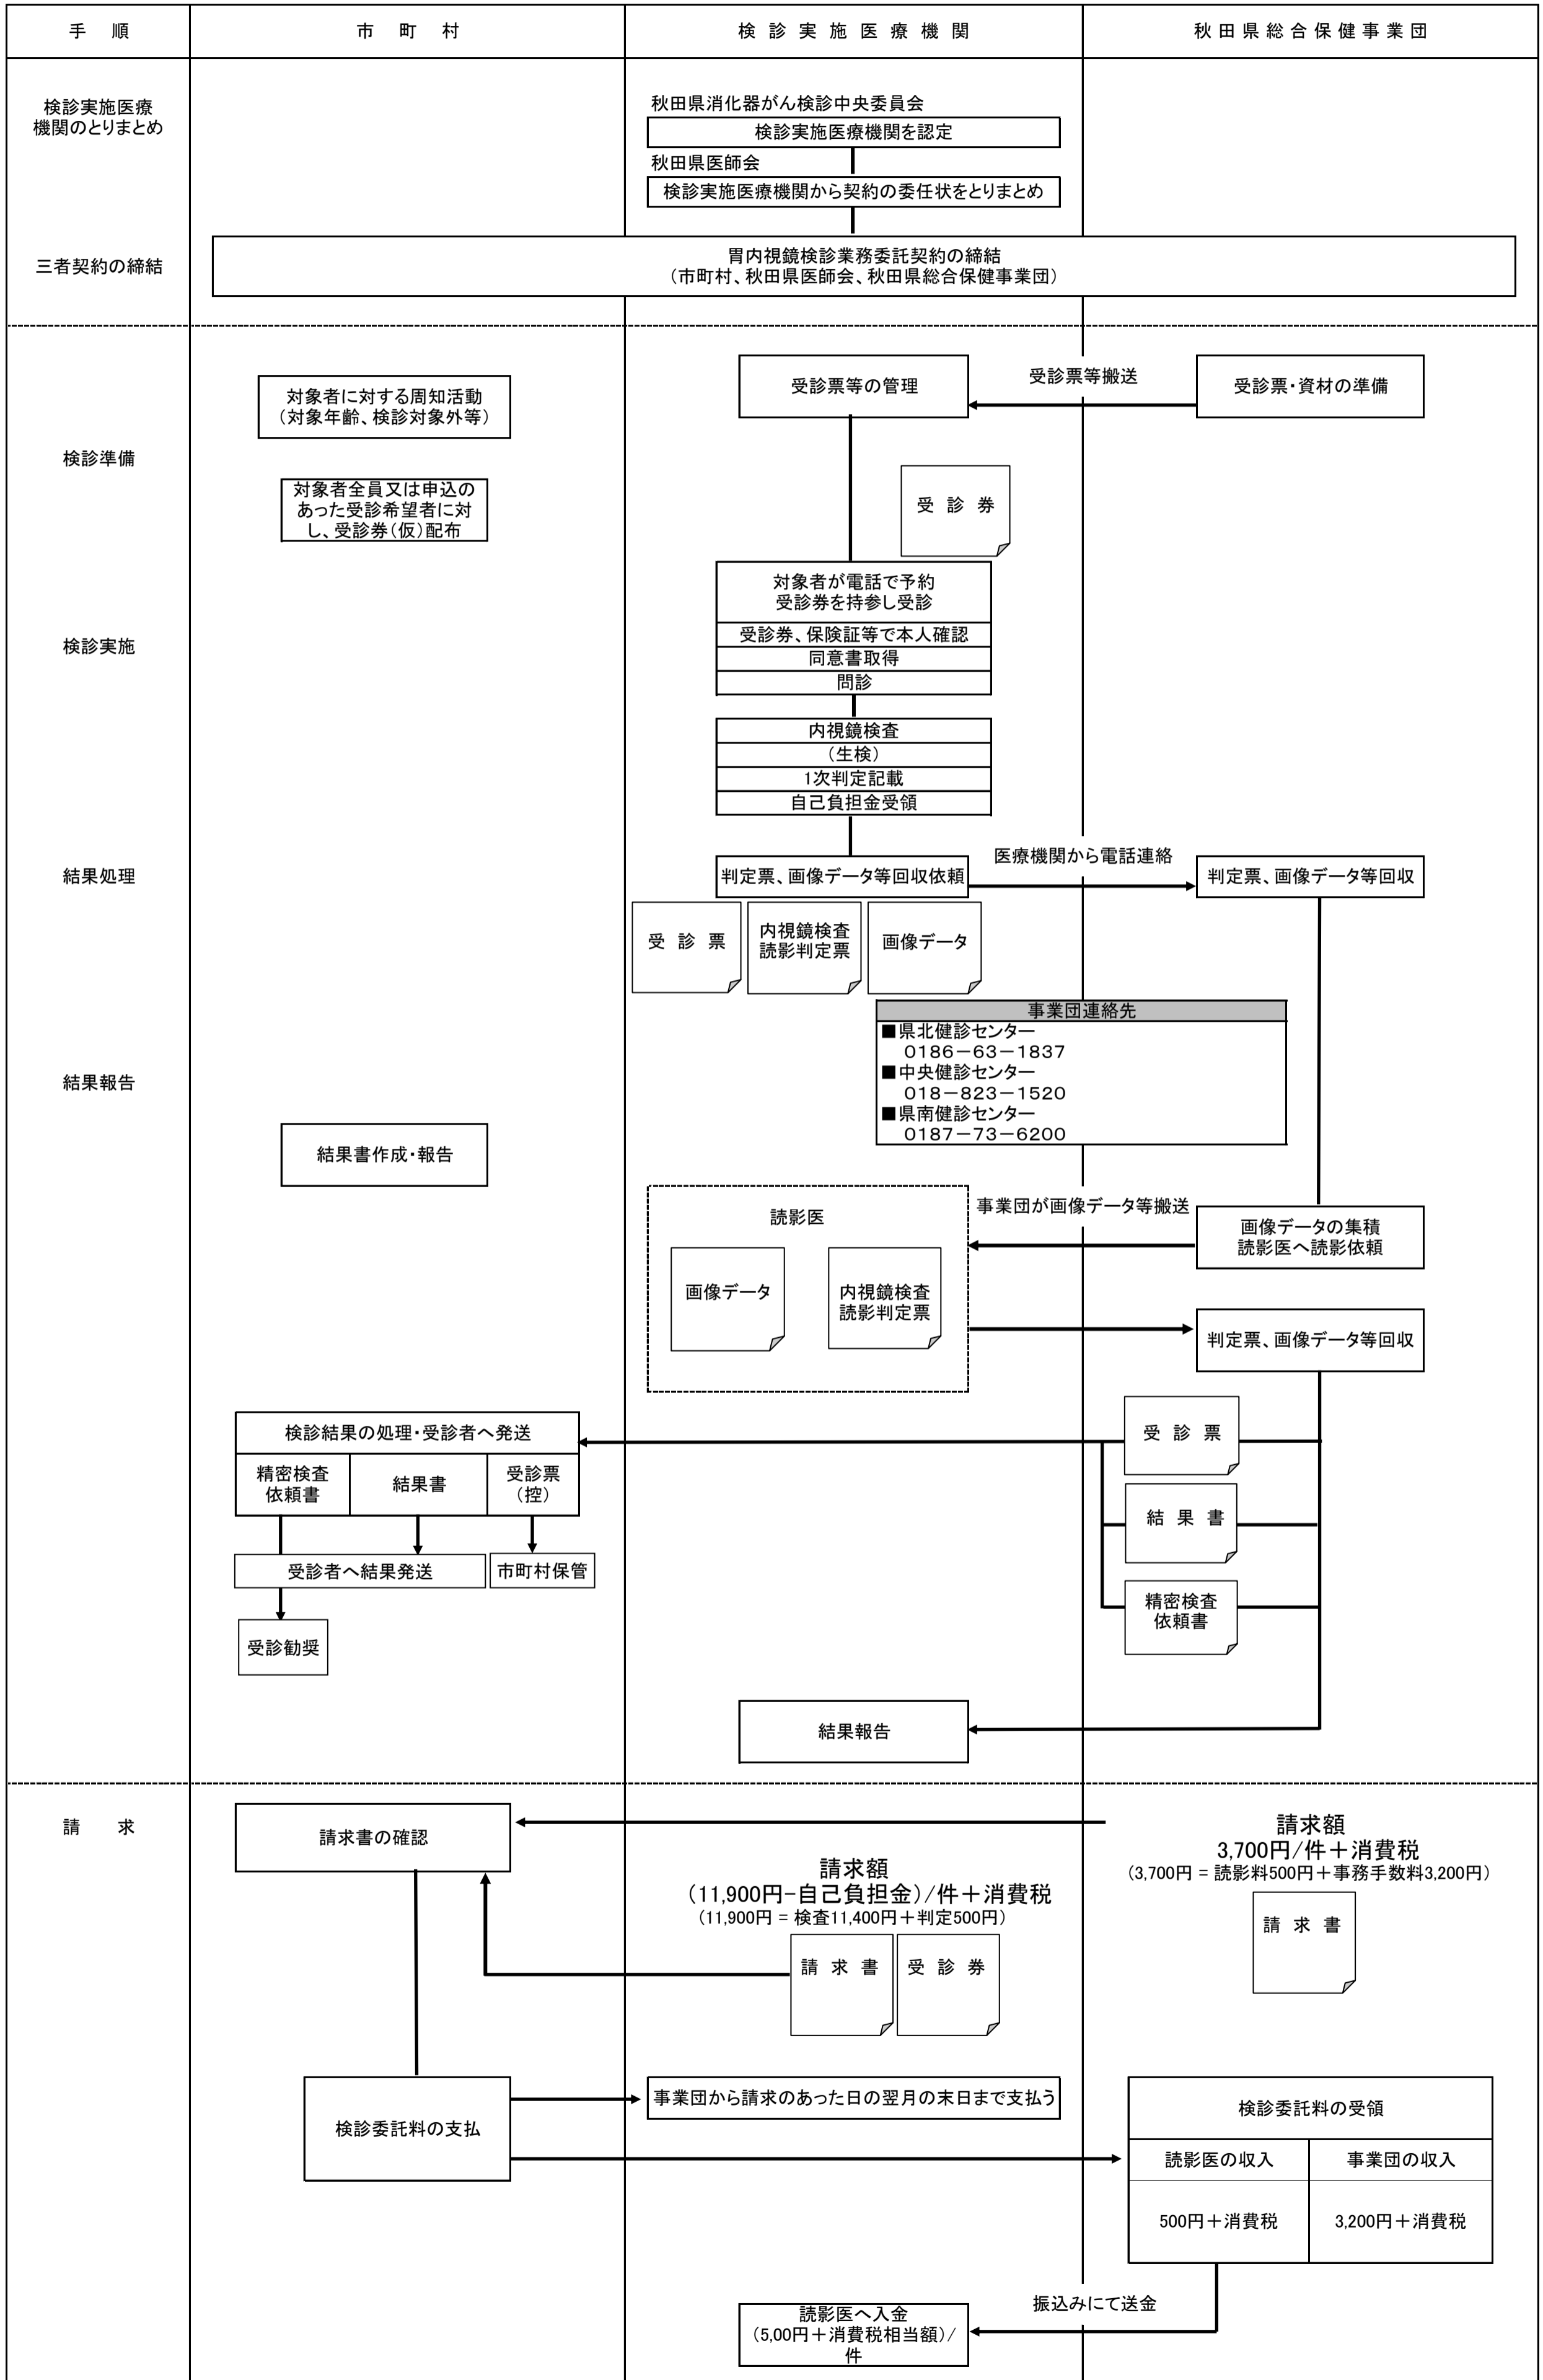 手　順
市　町　村
検 診 実 施 医 療 機 関
秋 田 県 総 合 保 健 事 業 団
検診実施医療
機関のとりまとめ
秋田県消化器がん検診中央委員会
検診実施医療機関を認定
秋田県医師会
検診実施医療機関から契約の委任状をとりまとめ
三者契約の締結
胃内視鏡検診業務委託契約の締結
（市町村、秋田県医師会、秋田県総合保健事業団）
検診準備
対象者に対する周知活動
（対象年齢、検診対象外等）
受診票等の管理
受診票等搬送
受診票・資材の準備
対象者全員又は申込の
あった受診希望者に対
し、受診券（仮）配布
受　診　券
検診実施
対象者が電話で予約
受診券を持参し受診
受診券、保険証等で本人確認
同意書取得
問診
内視鏡検査
（生検）
1次判定記載
自己負担金受領
結果処理
判定票、画像データ等回収依頼
医療機関から電話連絡
判定票、画像データ等回収
受　診　票
内視鏡検査
読影判定票
画像データ
事業団連絡先
■県北健診センター
０１８６－６３－１８３７
■中央健診センター
０１８－８２３－１５２０
■県南健診センター
０１８７－７３－６２００
結果報告
結果書作成・報告
読影医
画像データ
内視鏡検査
読影判定票
事業団が画像データ等搬送
画像データの集積
読影医へ読影依頼
判定票、画像データ等回収
検診結果の処理・受診者へ発送
精密検査
依頼書
結果書
受診票
（控）
受診者へ結果発送
市町村保管
受診勧奨
受　診　票
結　果　書
精密検査
依頼書
結果報告
請　　求
請求書の確認
請求額
3,700円/件＋消費税
（3,700円 = 読影料500円＋事務手数料3,200円）
請　求　書
請求額
（11,900円-自己負担金）/件＋消費税
（11,900円 = 検査11,400円＋判定500円）
請　求　書
受　診　券
検診委託料の支払
事業団から請求のあった日の翌月の末日まで支払う
検診委託料の受領
読影医の収入
事業団の収入
500円＋消費税
3,200円＋消費税
振込みにて送金
読影医へ入金
（5,00円＋消費税相当額）/
件